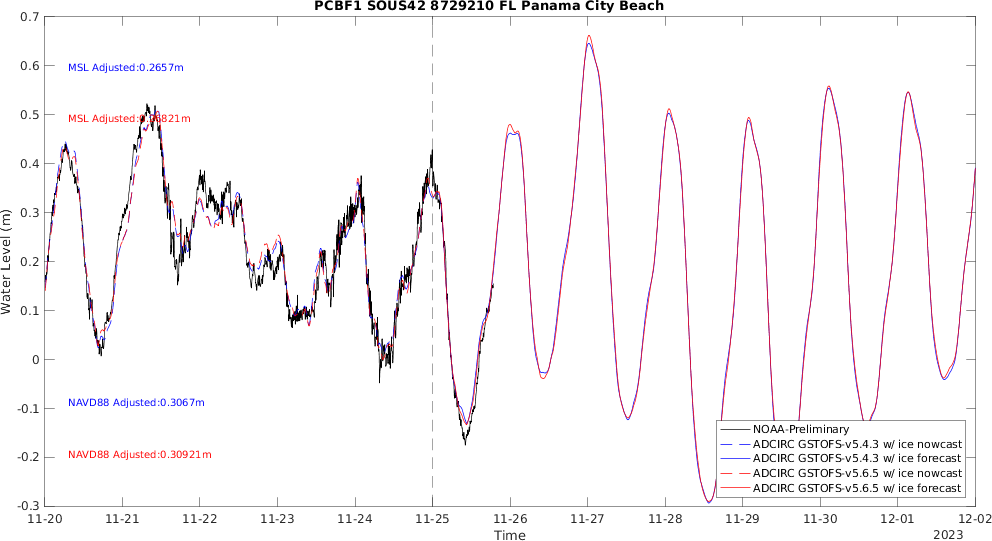 PCBF1 SOUS42 8729210 FL Panama City Beach
0.7
0.6
0.5
0.4
0.3
0.2
0.1
0
-0.1
-0.2
-0.3
Water Level (m)
MSL Adjusted:0.2657m
MSL Adjusted:0.26821m
NAVD88 Adjusted:0.3067m
NAVD88 Adjusted:0.30921m
NOAA-Preliminary
ADCIRC GSTOFS-v5.4.3 w/ ice nowcast
ADCIRC GSTOFS-v5.4.3 w/ ice forecast
ADCIRC GSTOFS-v5.6.5 w/ ice nowcast
ADCIRC GSTOFS-v5.6.5 w/ ice forecast
11-20 11-21 11-22 11-23 11-24 11-25 11-26 11-27 11-28 11-29 11-30 12-01 12-02
Time
2023